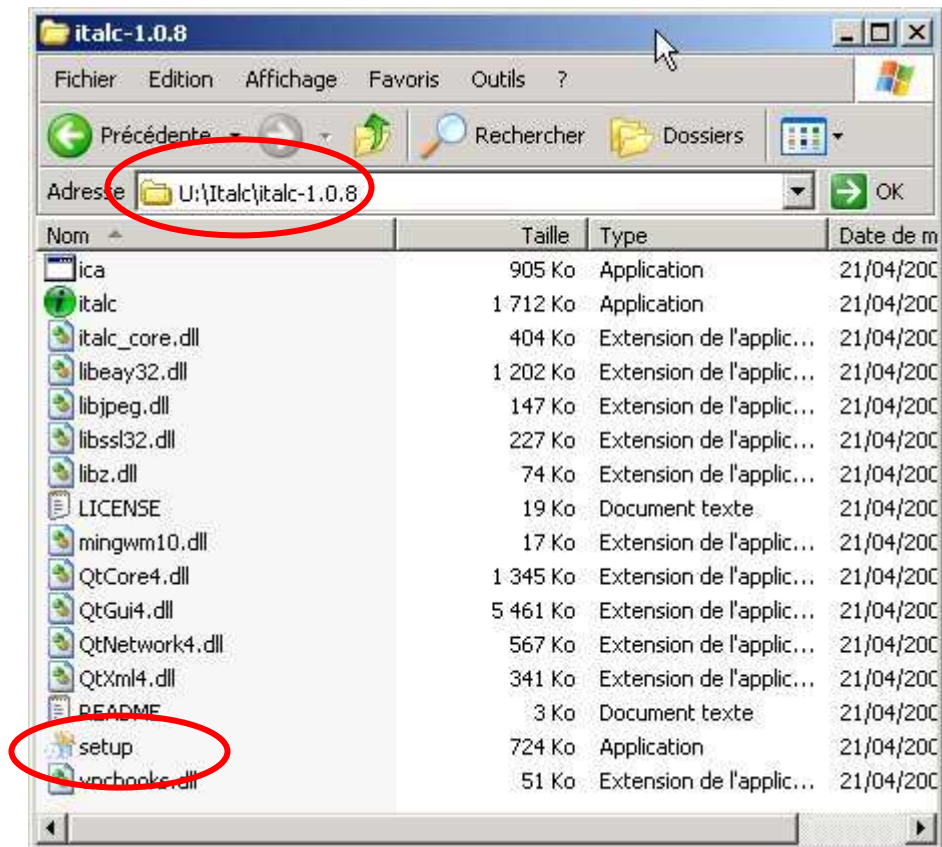 italc-1.0.8
Fichier Edition Affichage Favoris Outils ?
Précédente Rechercher Dossiers
Adresse U:\Italc\italc-1.0.8 OK
Nom Taille Type Date de m
ica 905 Ko Application 21/04/200
italc 1 712 Ko Application 21/04/200
italc_core.dll 404 Ko Extension de l'applic... 21/04/200
libeay32.dll 1 202 Ko Extension de l'applic... 21/04/200
libjpeg.dll 147 Ko Extension de l'applic... 21/04/200
libssl32.dll 227 Ko Extension de l'applic... 21/04/200
libz.dll 74 Ko Extension de l'applic... 21/04/200
LICENSE 19 Ko Document texte 21/04/200
mingwm10.dll 17 Ko Extension de l'applic... 21/04/200
QtCore4.dll 1 345 Ko Extension de l'applic... 21/04/200
QtGui4.dll 5 461 Ko Extension de l'applic... 21/04/200
QtNetwork4.dll 567 Ko Extension de l'applic... 21/04/200
QtXml4.dll 341 Ko Extension de l'applic... 21/04/200
README 3 Ko Document texte 21/04/200
setup 724 Ko Application 21/04/200
vnchooks.dll 51 Ko Extension de l'applic... 21/04/200